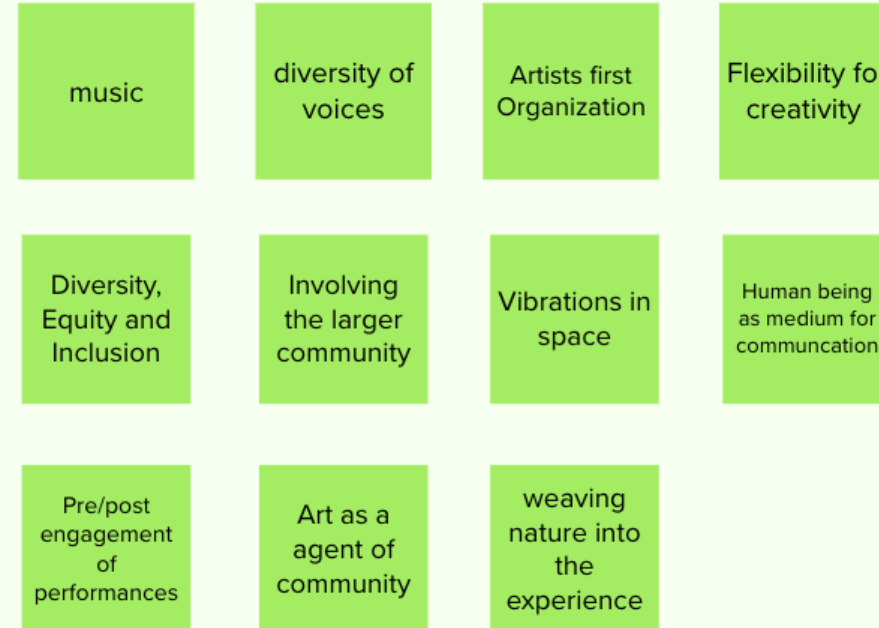 music
diversity of
voices
Artists first
Organization
Flexibility fo
creativity
Diversity,
Equity and
Inclusion
Involving
the larger
community
Vibrations in
space
Human being
as medium for
communcation
Pre/post
engagement
of
performances
Art as a
agent of
community
weaving
nature into
the
experience